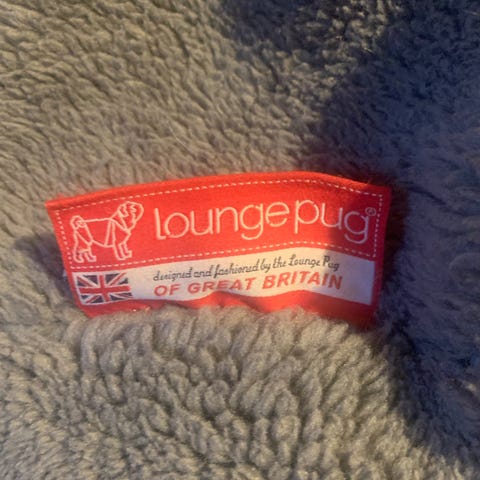 loungepug®
designed and fashioned by the Lounge Pug
OF GREAT BRITAIN